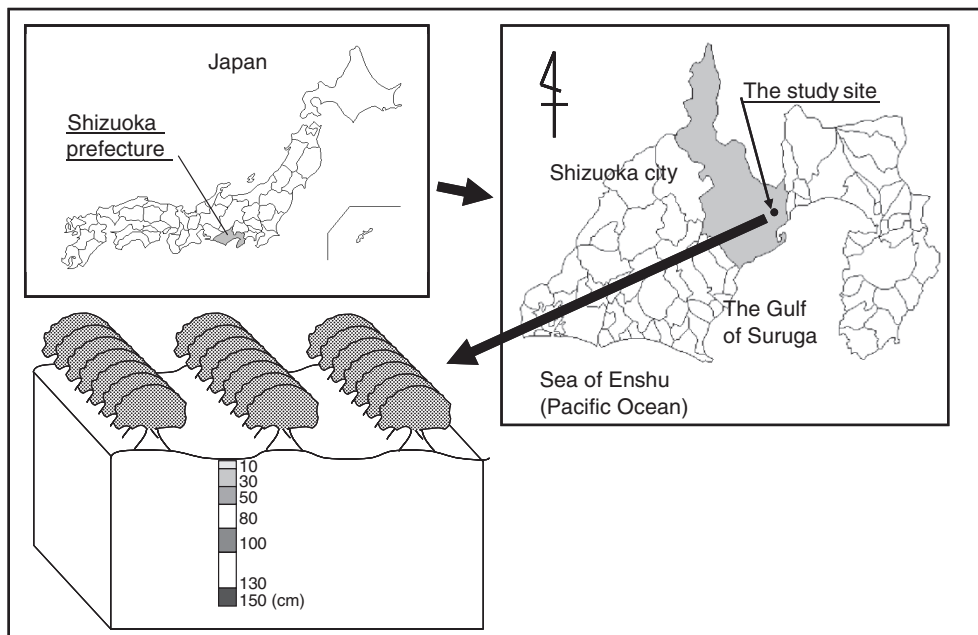 Japan
Shizuoka
prefecture
The study site
Shizuoka city
The Gulf
of Suruga
Sea of Enshu
(Pacific Ocean)
10
30
50
80
100
130
150 (cm)